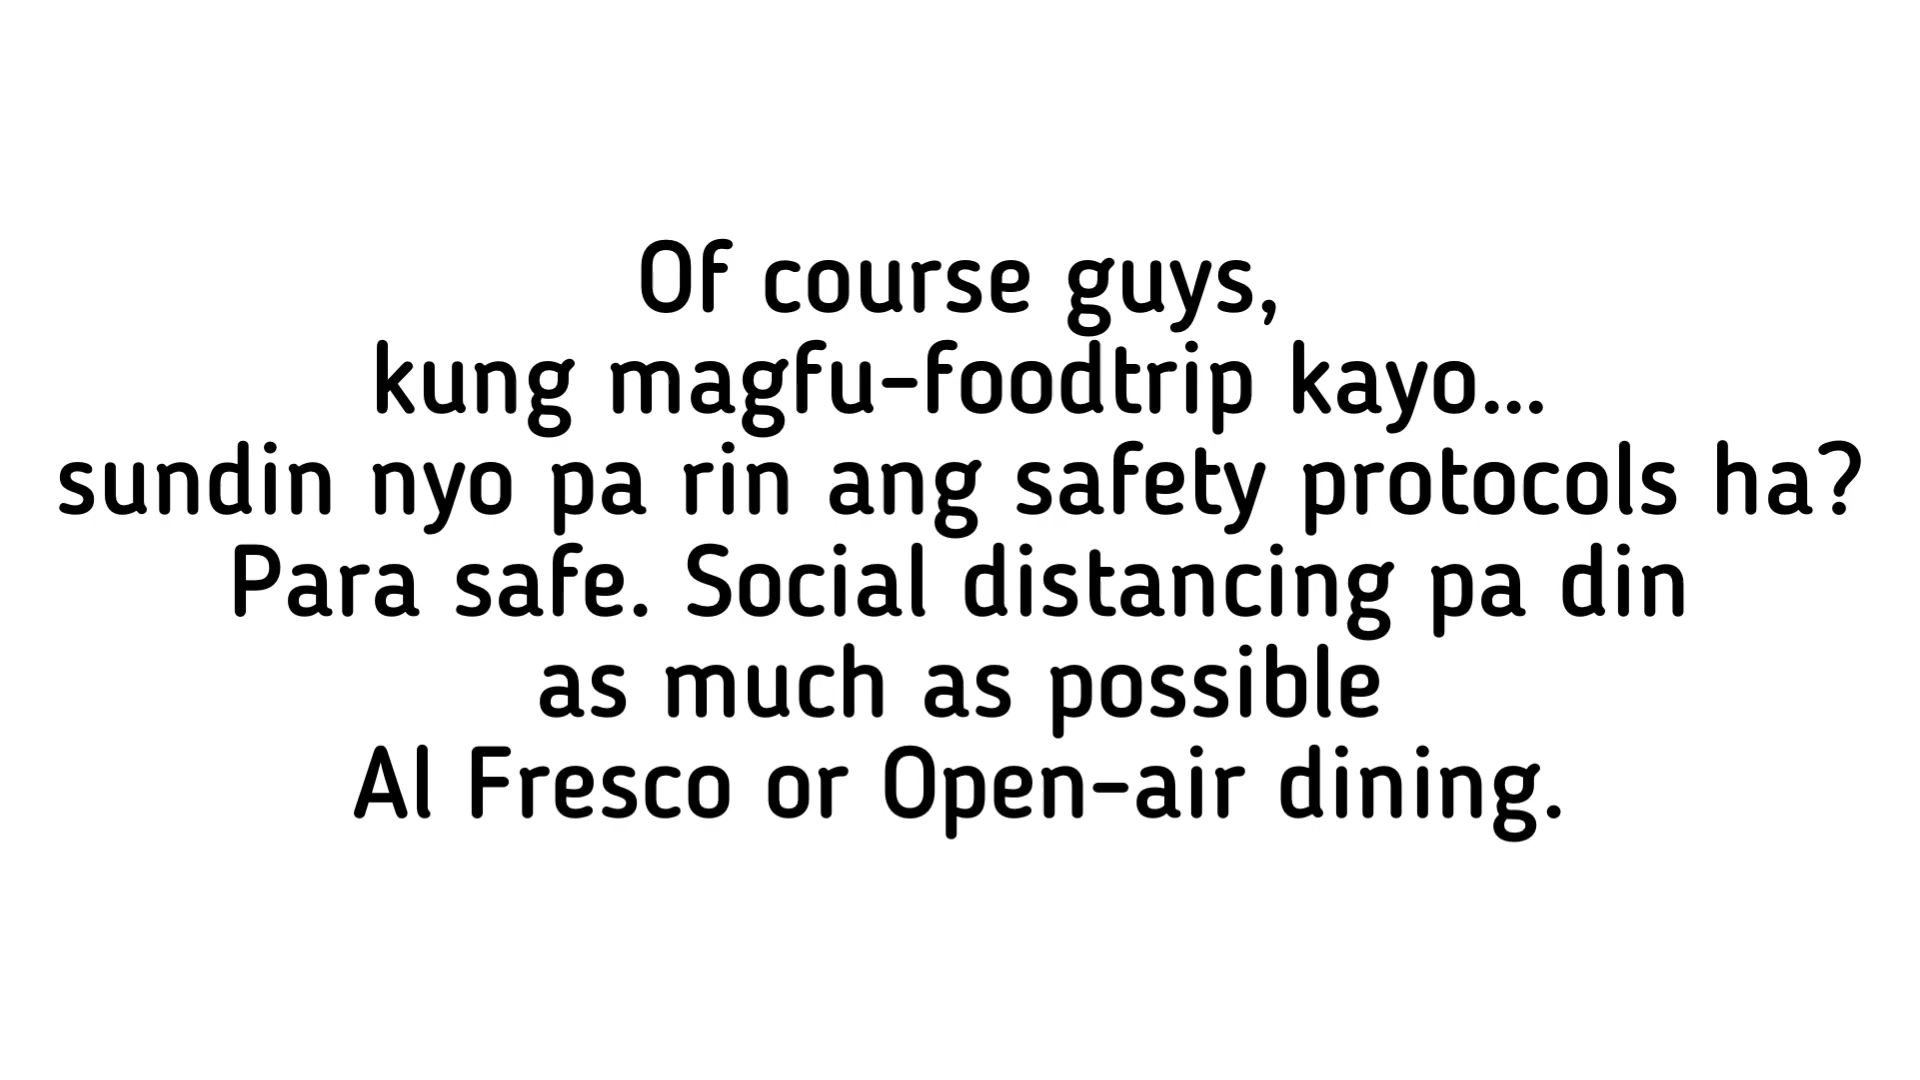 Of course guys,
kung magfu-foodtrip kayo...
sundin nyo pa rin ang safety protocols ha?
Para safe. Social distancing pa din
as much as possible
Al Fresco or Open-air dining.